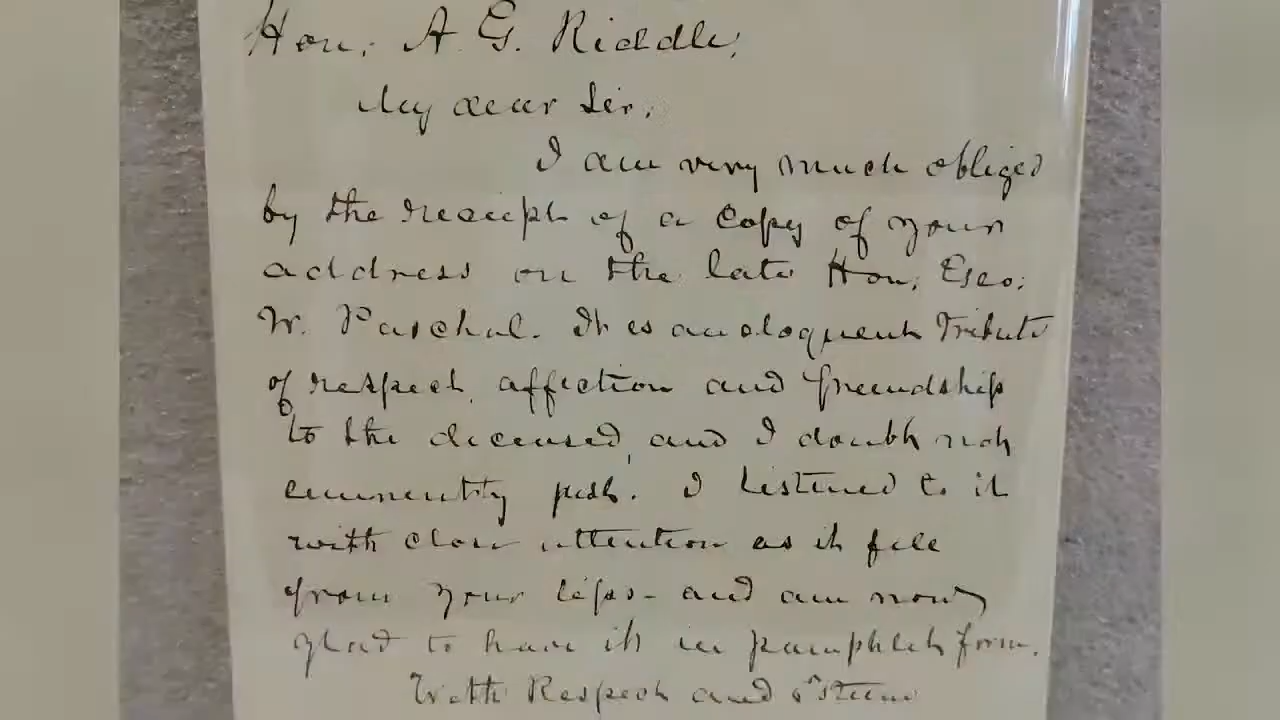 Hon. A. G. Riddle,
My dear Sir,
I am very much obliged
by the receipt of a Copy of your
address on the late Hon. Geo.
W. Paschal. It is an eloquent Tribute
of respect, affection and friendship
to the deceased, and I doubt not
eminently just. I listened to it
with close attention as it fell
from your lips - and am now
glad to have it in pamphlet form.
With Respect and Esteem